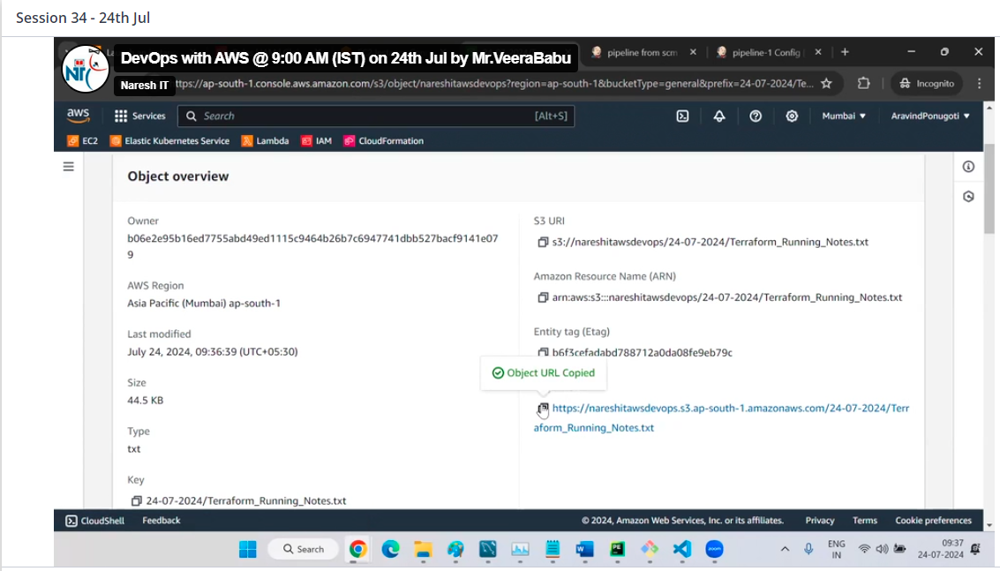 Session 34 - 24th Jul
DevOps with AWS @ 9:00 AM (IST) on 24th Jul by Mr.VeeraBabu
pipeline from scm
pipeline-1 Config
NiT
Naresh IT
ttps://ap-south-1.console.aws.amazon.com/s3/object/nareshitawsdevops?region=ap-south-1&bucketType=general&prefix=24-07-2024/Te...
Incognito
aws
Services
Search
[Alt+S]
Mumbai
AravindPonugoti
EC2
Elastic Kubernetes Service
Lambda
IAM
CloudFormation
Object overview
Owner
b06e2e95b16ed7755abd49ed1115c9464b26b7c6947741dbb527bacf9141e07
9
AWS Region
Asia Pacific (Mumbai) ap-south-1
Last modified
July 24, 2024, 09:36:39 (UTC+05:30)
Size
44.5 KB
Type
txt
Key
24-07-2024/Terraform_Running_Notes.txt
S3 URI
s3://nareshitawsdevops/24-07-2024/Terraform_Running_Notes.txt
Amazon Resource Name (ARN)
arn:aws:s3:::nareshitawsdevops/24-07-2024/Terraform_Running_Notes.txt
Entity tag (Etag)
b6f3cefadabd788712a0da08fe9eb79c
Object URL Copied
https://nareshitawsdevops.s3.ap-south-1.amazonaws.com/24-07-2024/Terr
aform_Running_Notes.txt
CloudShell
Feedback
© 2024, Amazon Web Services, Inc. or its affiliates.
Privacy
Terms
Cookie preferences
Search
ENG
IN
09:37
24-07-2024